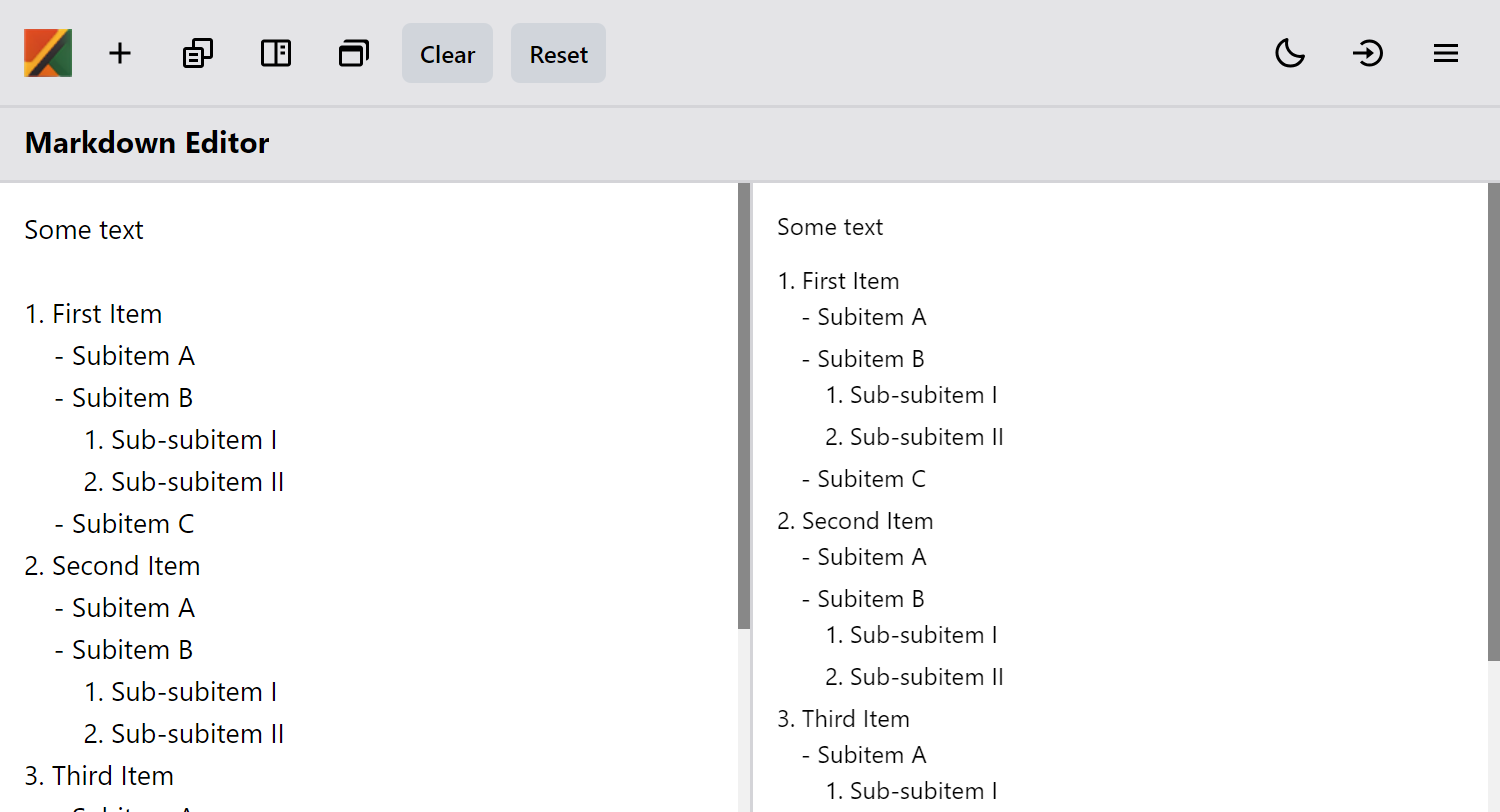 Clear Reset
Markdown Editor
Some text
1. First Item
- Subitem A
- Subitem B
1. Sub-subitem I
2. Sub-subitem II
- Subitem C
2. Second Item
- Subitem A
- Subitem B
1. Sub-subitem I
2. Sub-subitem II
3. Third Item
Some text
1. First Item
- Subitem A
- Subitem B
1. Sub-subitem I
2. Sub-subitem II
- Subitem C
2. Second Item
- Subitem A
- Subitem B
1. Sub-subitem I
2. Sub-subitem II
3. Third Item
- Subitem A
1. Sub-subitem I